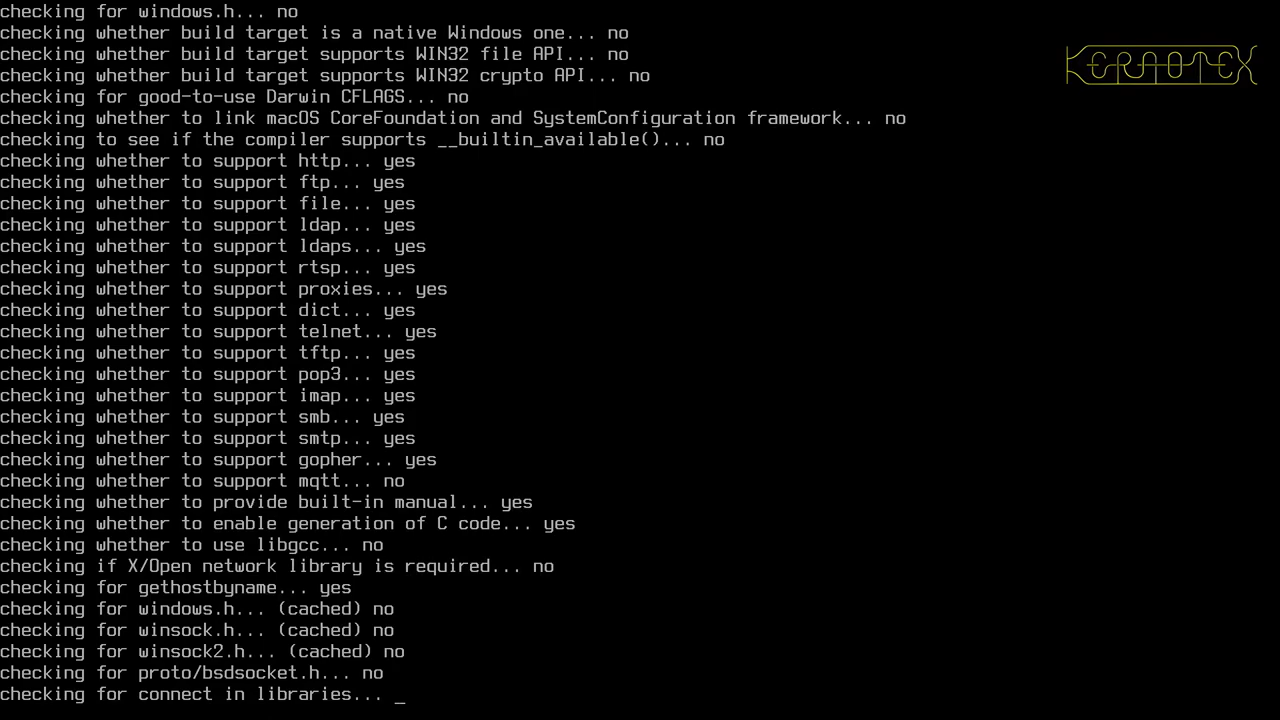 checking for windows.h... no
checking whether build target is a native Windows one... no
checking whether build target supports WIN32 file API... no
checking whether build target supports WIN32 crypto API... no
checking for good-to-use Darwin CFLAGS... no
checking whether to link macOS CoreFoundation and SystemConfiguration framework... no
checking to see if the compiler supports __builtin_available()... no
checking whether to support http... yes
checking whether to support ftp... yes
checking whether to support file... yes
checking whether to support ldap... yes
checking whether to support ldaps... yes
checking whether to support rtsp... yes
checking whether to support proxies... yes
checking whether to support dict... yes
checking whether to support telnet... yes
checking whether to support tftp... yes
checking whether to support pop3... yes
checking whether to support imap... yes
checking whether to support smb... yes
checking whether to support smtp... yes
checking whether to support gopher... yes
checking whether to support mqtt... no
checking whether to provide built-in manual... yes
checking whether to enable generation of C code... yes
checking whether to use libgcc... no
checking if X/Open network library is required... no
checking for gethostbyname... yes
checking for windows.h... (cached) no
checking for winsock.h... (cached) no
checking for winsock2.h... (cached) no
checking for proto/bsdsocket.h... no
checking for connect in libraries... _